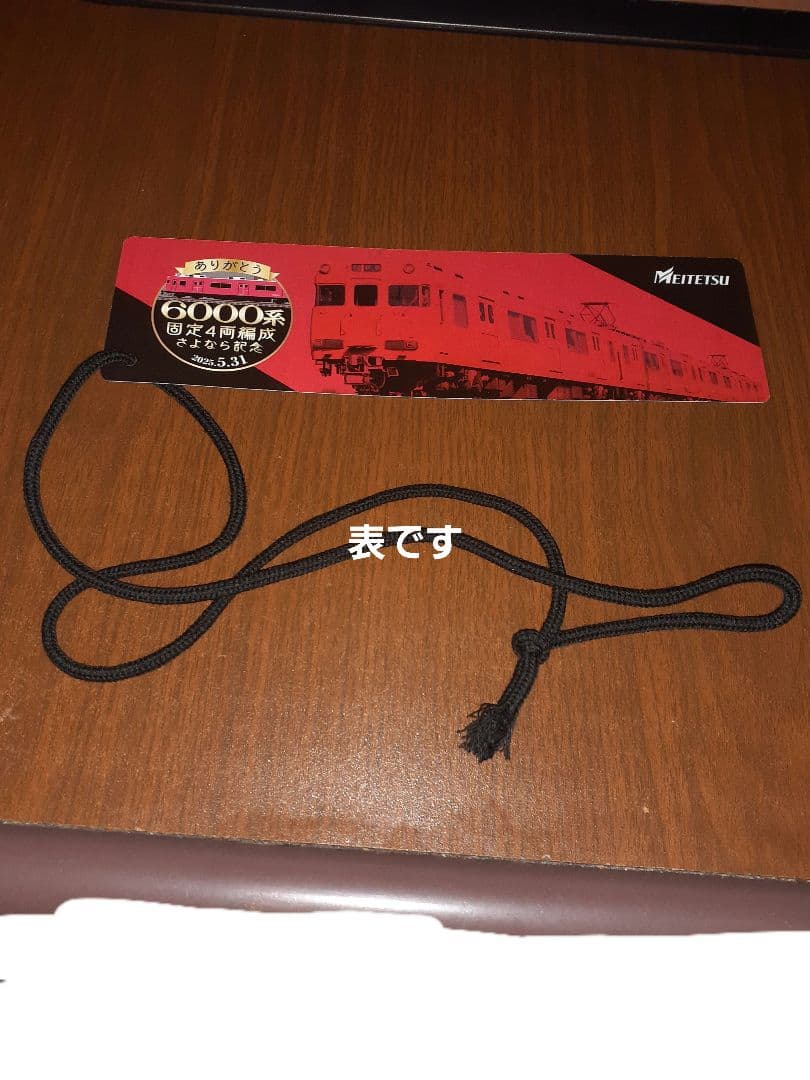 ありがとう
6000系
固定4両編成
さよなら記念
2025.5.31
MEITETSU
表です